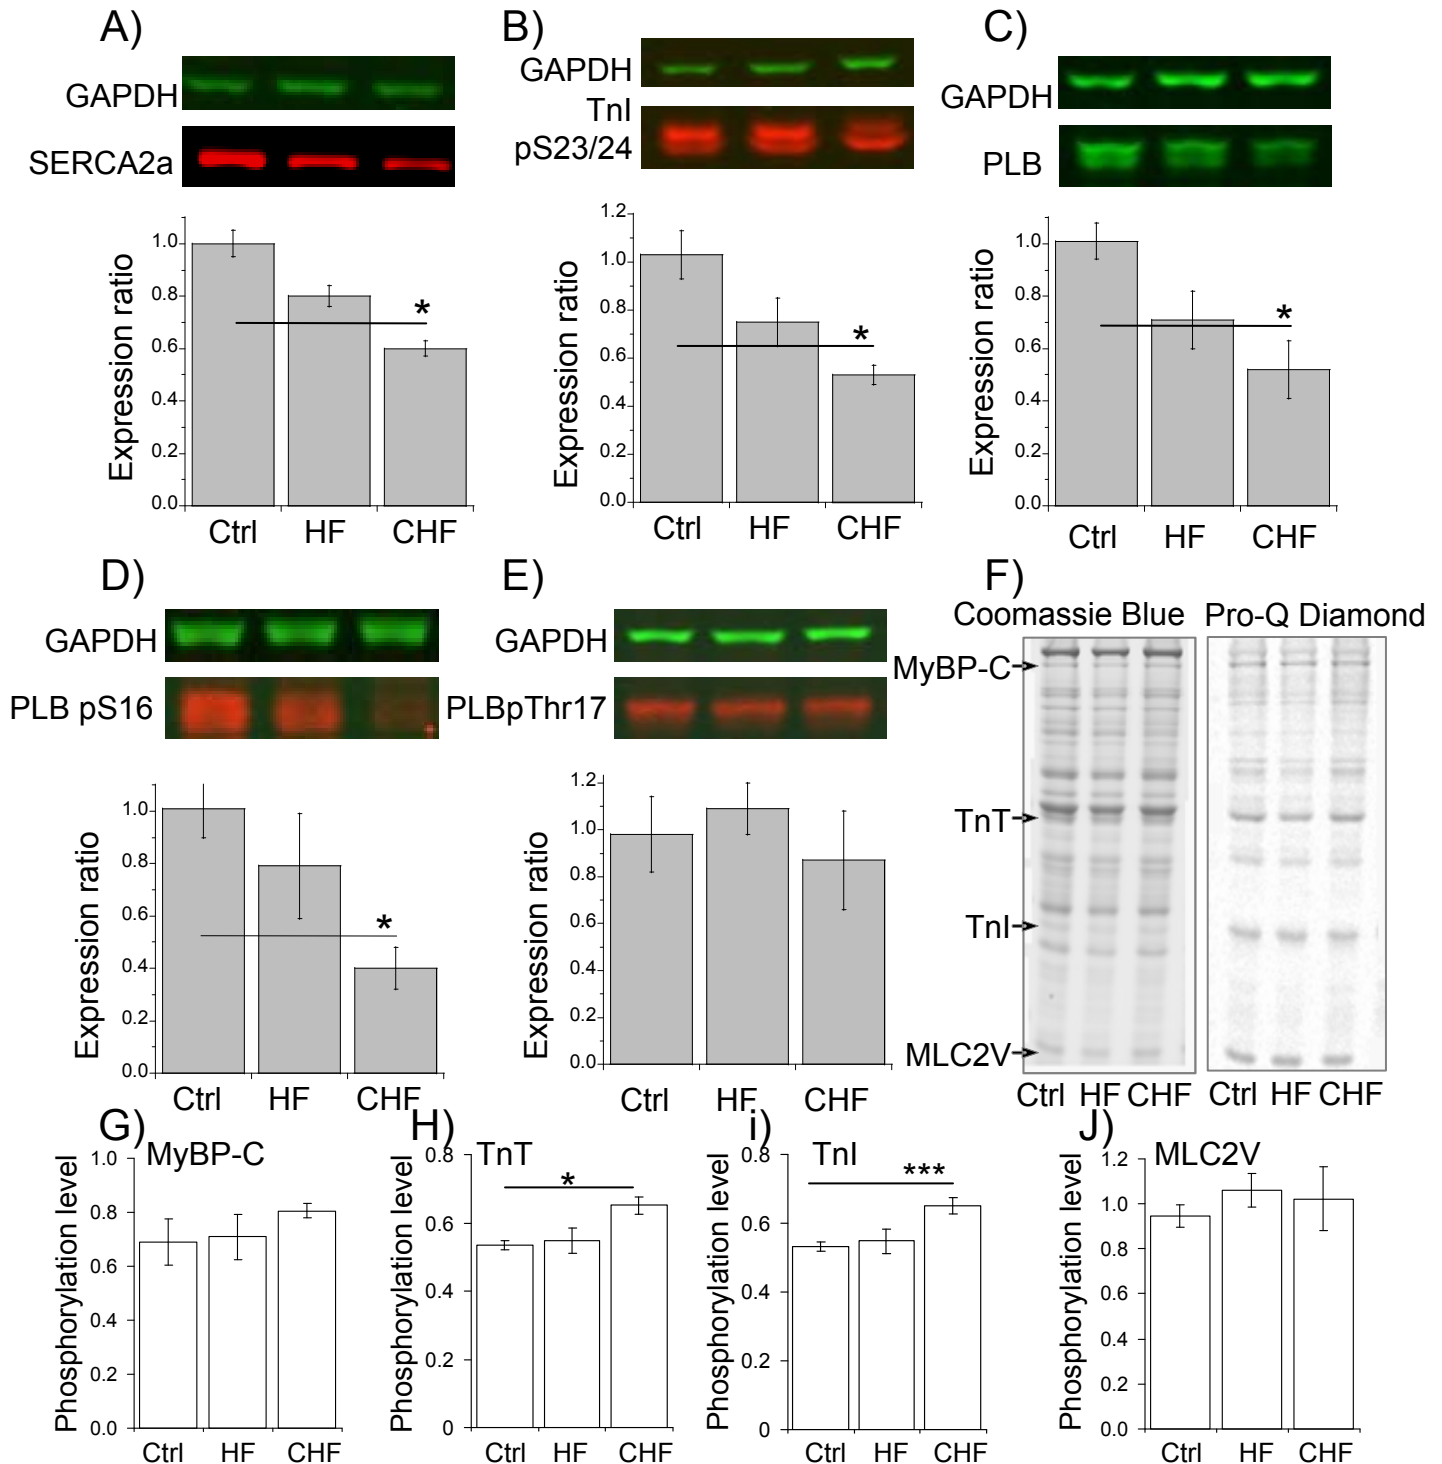 A)
GAPDH
SERCA2a
Expression ratio
1.0
0.8
0.6
0.4
0.2
0.0
*
Ctrl HF CHF
B)
GAPDH
TnI
pS23/24
Expression ratio
1.2
1.0
0.8
0.6
0.4
0.2
0.0
*
Ctrl HF CHF
C)
GAPDH
PLB
Expression ratio
1.0
0.8
0.6
0.4
0.2
0.0
*
Ctrl HF CHF
D)
GAPDH
PLB pS16
Expression ratio
1.0
0.8
0.6
0.4
0.2
0.0
*
Ctrl HF CHF
E)
GAPDH
PLBpThr17
Expression ratio
1.2
1.0
0.8
0.6
0.4
0.2
0.0
Ctrl HF CHF
F)
Coomassie Blue Pro-Q Diamond
MyBP-C
TnT
TnI
MLC2V
Ctrl HF CHF Ctrl HF CHF
G)
MyBP-C
Phosphorylation level
1.0
0.8
0.6
0.4
0.2
0.0
Ctrl HF CHF
H)
TnT
Phosphorylation level
0.8
0.6
0.4
0.2
0
*
Ctrl HF CHF
i)
TnI
Phosphorylation level
0.8
0.6
0.4
0.2
0
***
Ctrl HF CHF
J)
MLC2V
Phosphorylation level
1.2
1.0
0.8
0.6
0.4
0.2
0.0
Ctrl HF CHF